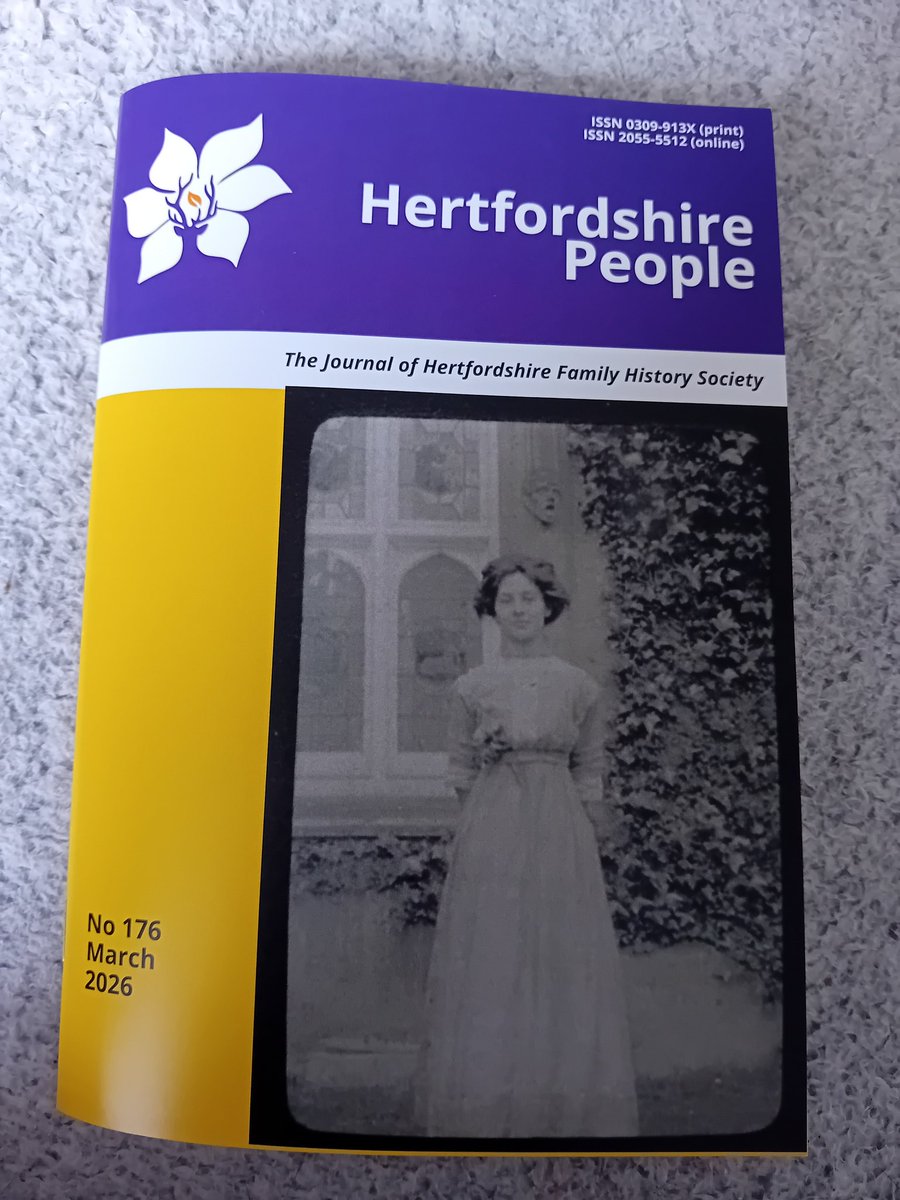 ISSN 0309-913X (print)
ISSN 2055-5512 (online)
Hertfordshire
People
The Journal of Hertfordshire Family History Society
No 176
March
2026